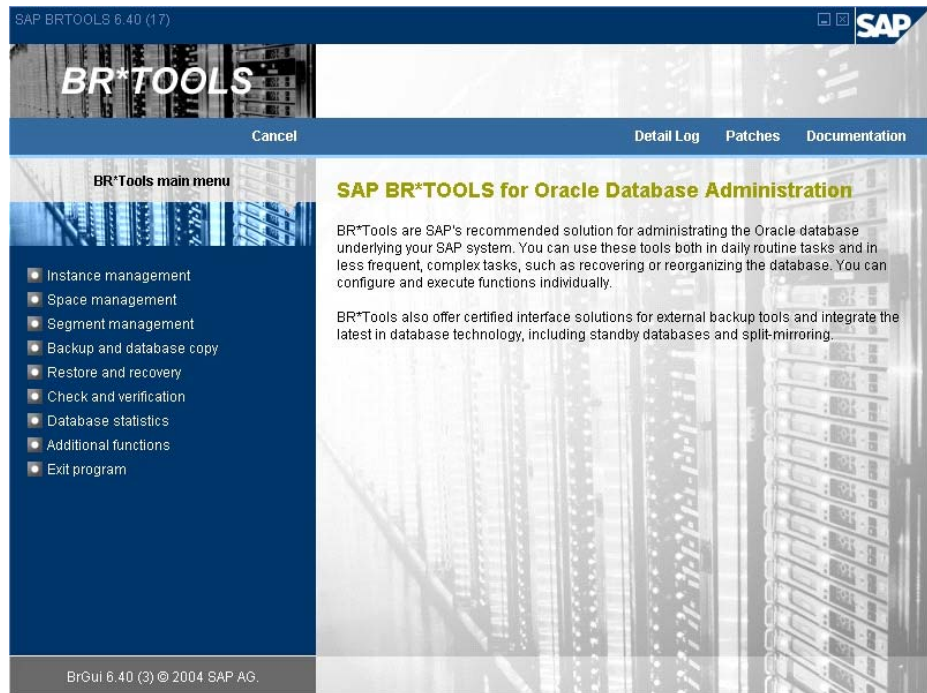 SAP BRTOOLS 6.40 (17)
SAP
BR*TOOLS
Cancel
Detail Log
Patches
Documentation
BR*Tools main menu
Instance management
Space management
Segment management
Backup and database copy
Restore and recovery
Check and verification
Database statistics
Additional functions
Exit program
SAP BR*TOOLS for Oracle Database Administration
BR*Tools are SAP's recommended solution for administrating the Oracle database
underlying your SAP system. You can use these tools both in daily routine tasks and in
less frequent, complex tasks, such as recovering or reorganizing the database. You can
configure and execute functions individually.
BR*Tools also offer certified interface solutions for external backup tools and integrate the
latest in database technology, including standby databases and split-mirroring.
BrGui 6.40 (3) © 2004 SAP AG.